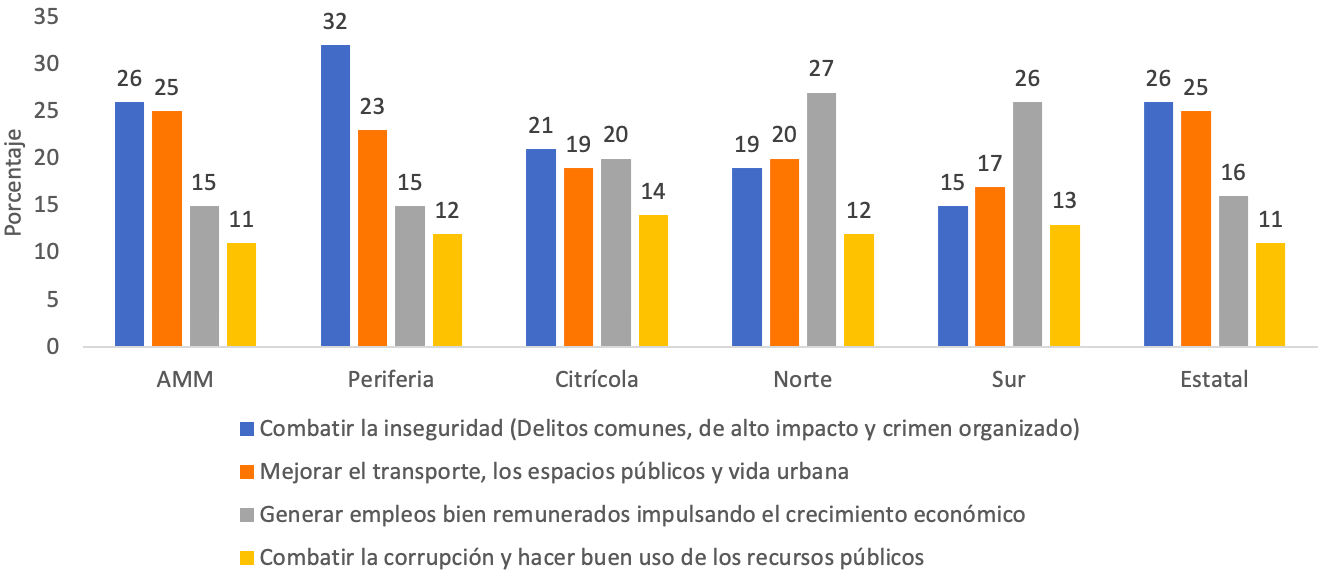 Porcentaje
35
30
25
20
15
10
5
0
26 25 15 11
32 23 15 12
21 19 20 14
19 20 27 12
15 17 26 13
26 25 16 11
AMM Periferia Citrícola Norte Sur Estatal
Combatir la inseguridad (Delitos comunes, de alto impacto y crimen organizado)
Mejorar el transporte, los espacios públicos y vida urbana
Generar empleos bien remunerados impulsando el crecimiento económico
Combatir la corrupción y hacer buen uso de los recursos públicos